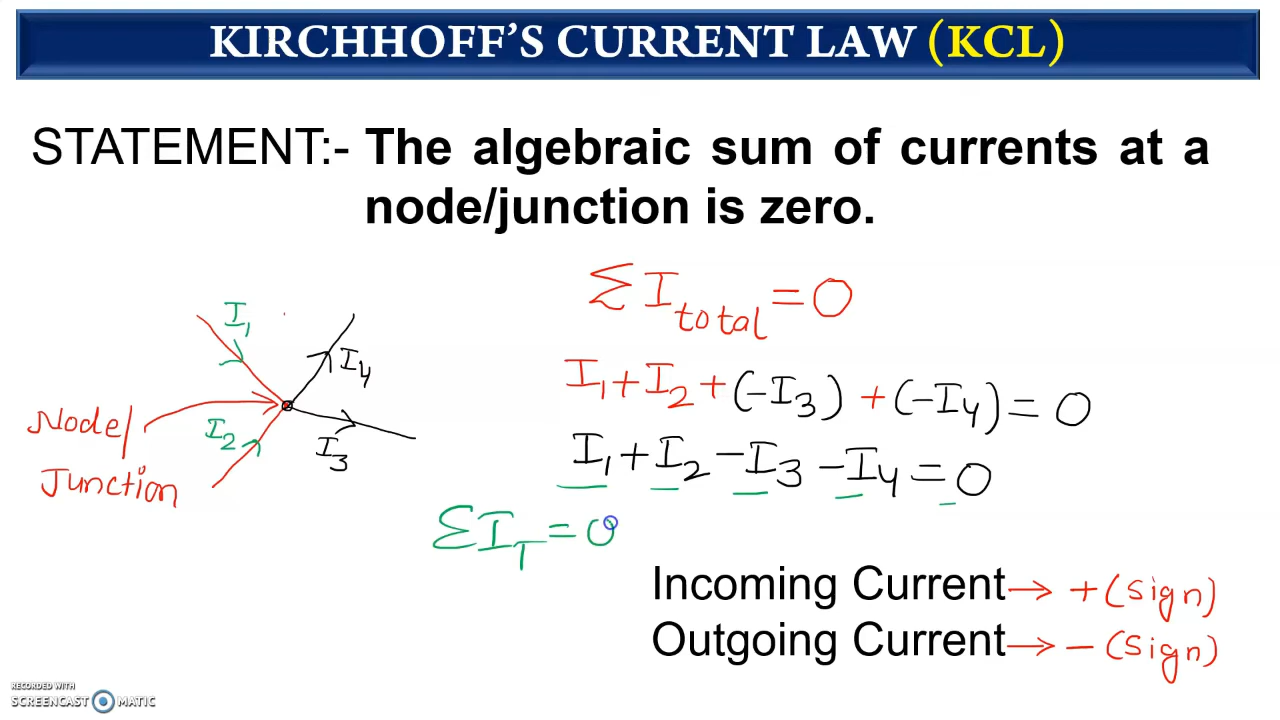 KIRCHHOFF'S CURRENT LAW (KCL)
STATEMENT:- The algebraic sum of currents at a
node/junction is zero.
∑ I total = 0
I1 + I2 + (-I3) + (-I4) = 0
I1 + I2 - I3 - I4 = 0
I1
I4
Node/
Junction
I2
I3
∑ IT = 0
Incoming Current → + (sign)
Outgoing Current → - (sign)
RECORDED WITH
SCREENCAST MATIC